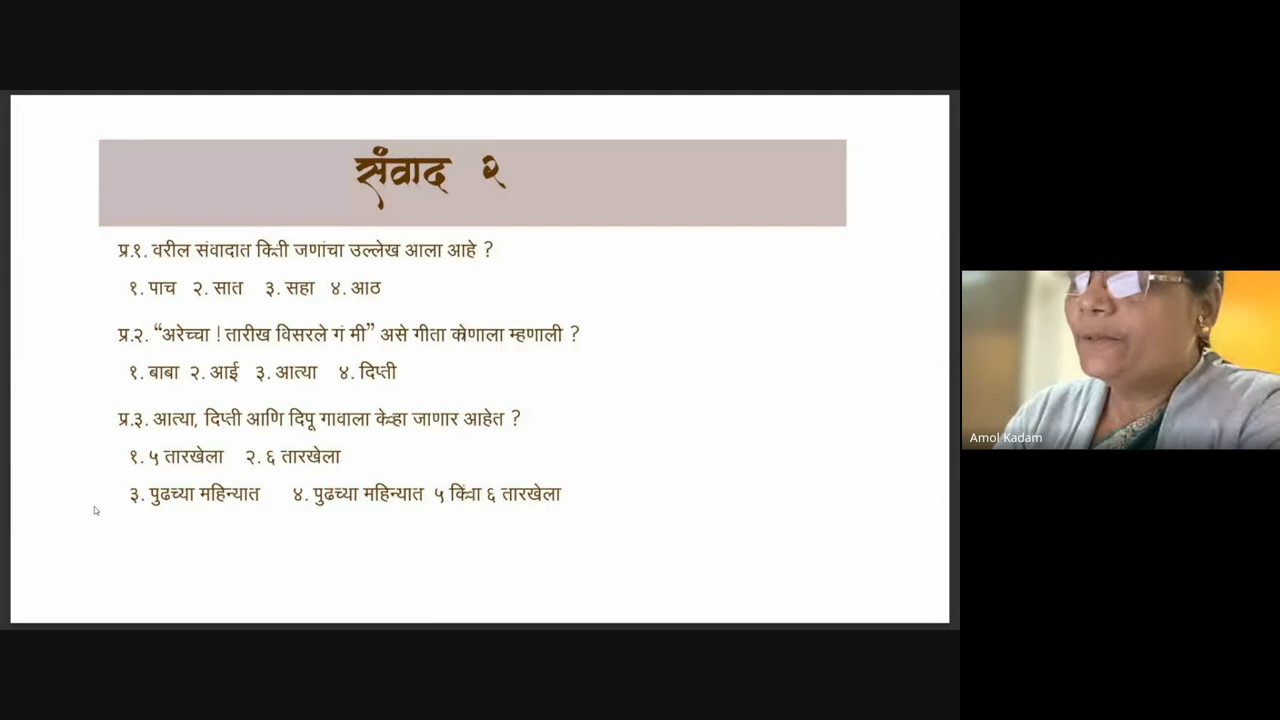 संवाद २
प्र.१. वरील संवादात किती जणांचा उल्लेख आला आहे ?
१. पाच २. सात ३. सहा ४. आठ
प्र.२. “अरेच्चा ! तारीख विसरले गं मी” असे गीता कोणाला म्हणाली ?
१. बाबा २. आई ३. आत्या ४. दिप्ती
प्र.३. आत्या, दिप्ती आणि दिपू गावाला केव्हा जाणार आहेत ?
१. ५ तारखेला २. ६ तारखेला
३. पुढच्या महिन्यात ४. पुढच्या महिन्यात ५ किंवा ६ तारखेला
Amol Kadam